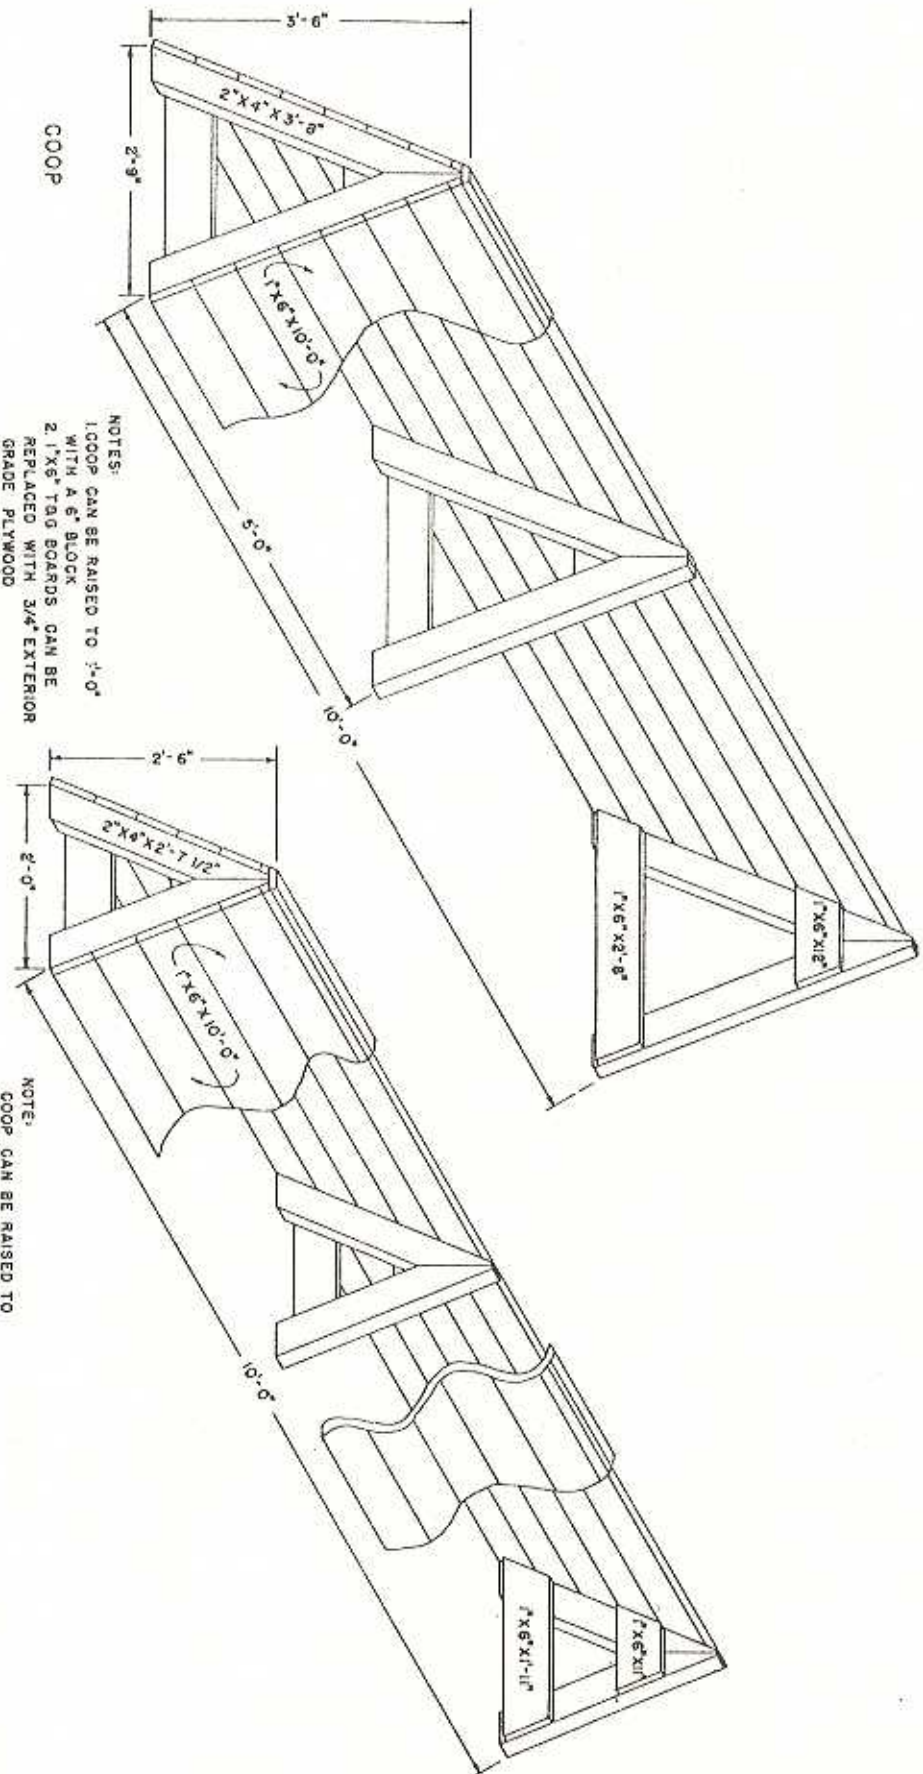 3'-6"
2"X4"X3'-8"
2'-9"
COOP
1"X6"X10'-0"
5'-0"
10'-0"
1"X6"X12"
1"X6"X2'-8"
NOTES:
1. COOP CAN BE RAISED TO 1'-0"
WITH A 6" BLOCK
2. 1"X6" T&G BOARDS CAN BE
REPLACED WITH 3/4" EXTERIOR
GRADE PLYWOOD
2'-6"
2"X4"X2'-7 1/2"
2'-0"
1"X6"X10'-0"
10'-0"
1"X6"X11"
1"X6"X1'-11"
NOTE:
COOP CAN BE RAISED TO